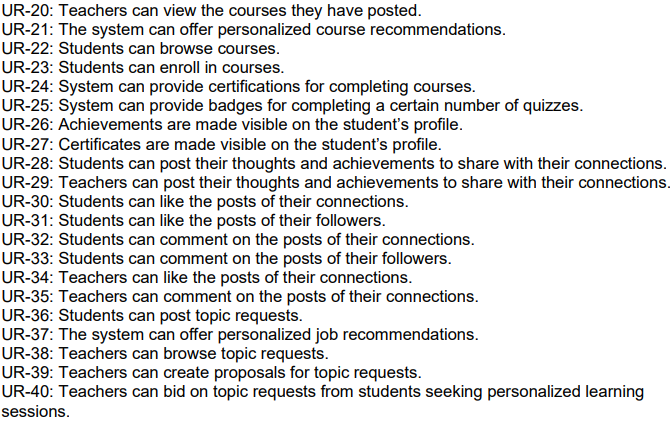 UR-20: Teachers can view the courses they have posted.
UR-21: The system can offer personalized course recommendations.
UR-22: Students can browse courses.
UR-23: Students can enroll in courses.
UR-24: System can provide certifications for completing courses.
UR-25: System can provide badges for completing a certain number of quizzes.
UR-26: Achievements are made visible on the student’s profile.
UR-27: Certificates are made visible on the student’s profile.
UR-28: Students can post their thoughts and achievements to share with their connections.
UR-29: Teachers can post their thoughts and achievements to share with their connections.
UR-30: Students can like the posts of their connections.
UR-31: Students can like the posts of their followers.
UR-32: Students can comment on the posts of their connections.
UR-33: Students can comment on the posts of their followers.
UR-34: Teachers can like the posts of their connections.
UR-35: Teachers can comment on the posts of their connections.
UR-36: Students can post topic requests.
UR-37: The system can offer personalized job recommendations.
UR-38: Teachers can browse topic requests.
UR-39: Teachers can create proposals for topic requests.
UR-40: Teachers can bid on topic requests from students seeking personalized learning
sessions.